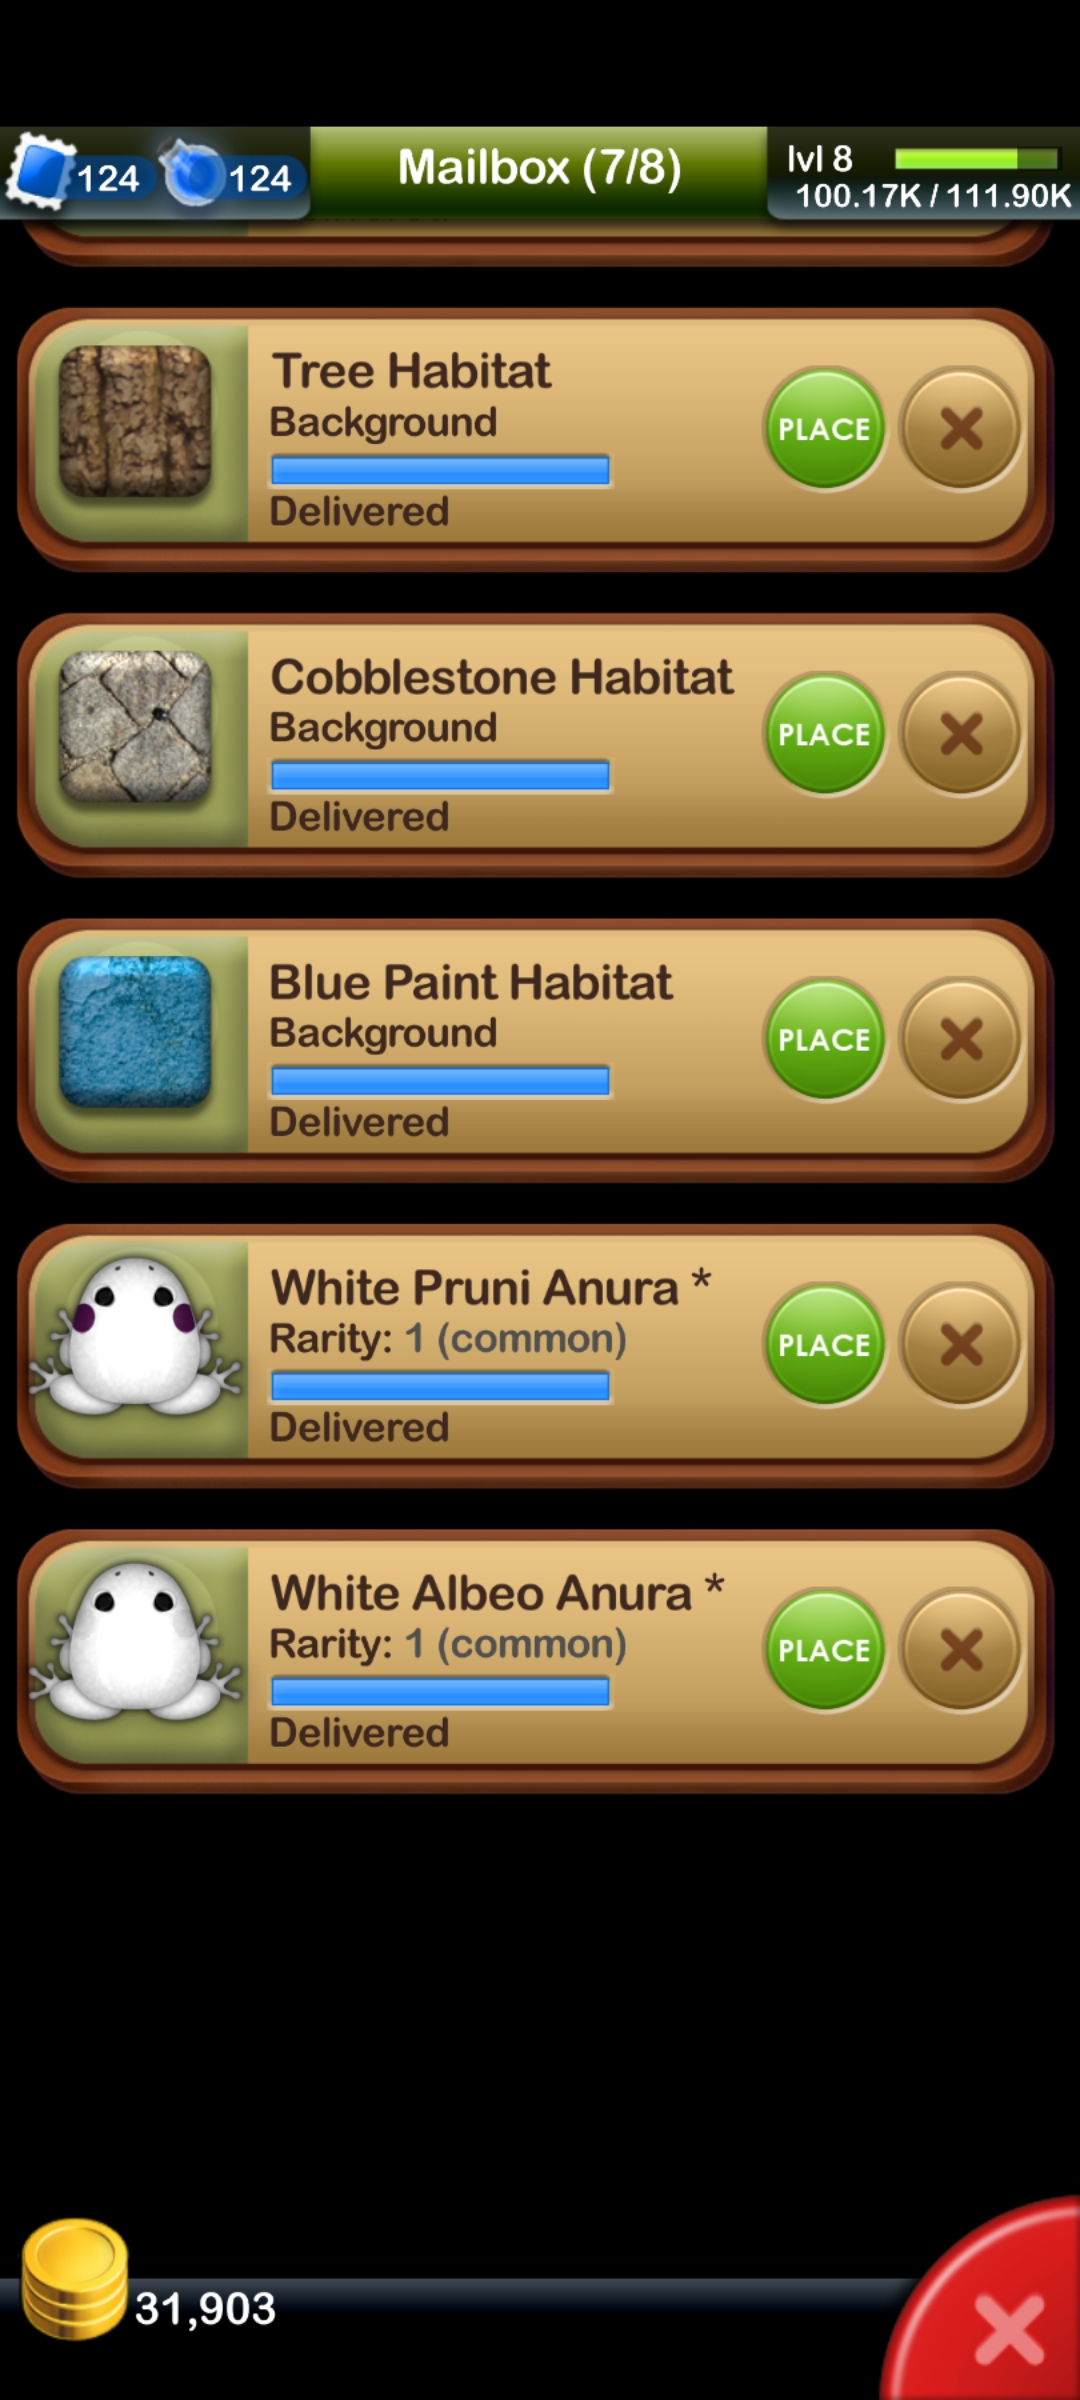 124
124
Mailbox (7/8)
lvl 8
100.17K / 111.90K
Tree Habitat
Background
Delivered
PLACE
Cobblestone Habitat
Background
Delivered
PLACE
Blue Paint Habitat
Background
Delivered
PLACE
White Pruni Anura *
Rarity: 1 (common)
Delivered
PLACE
White Albeo Anura *
Rarity: 1 (common)
Delivered
PLACE
31,903